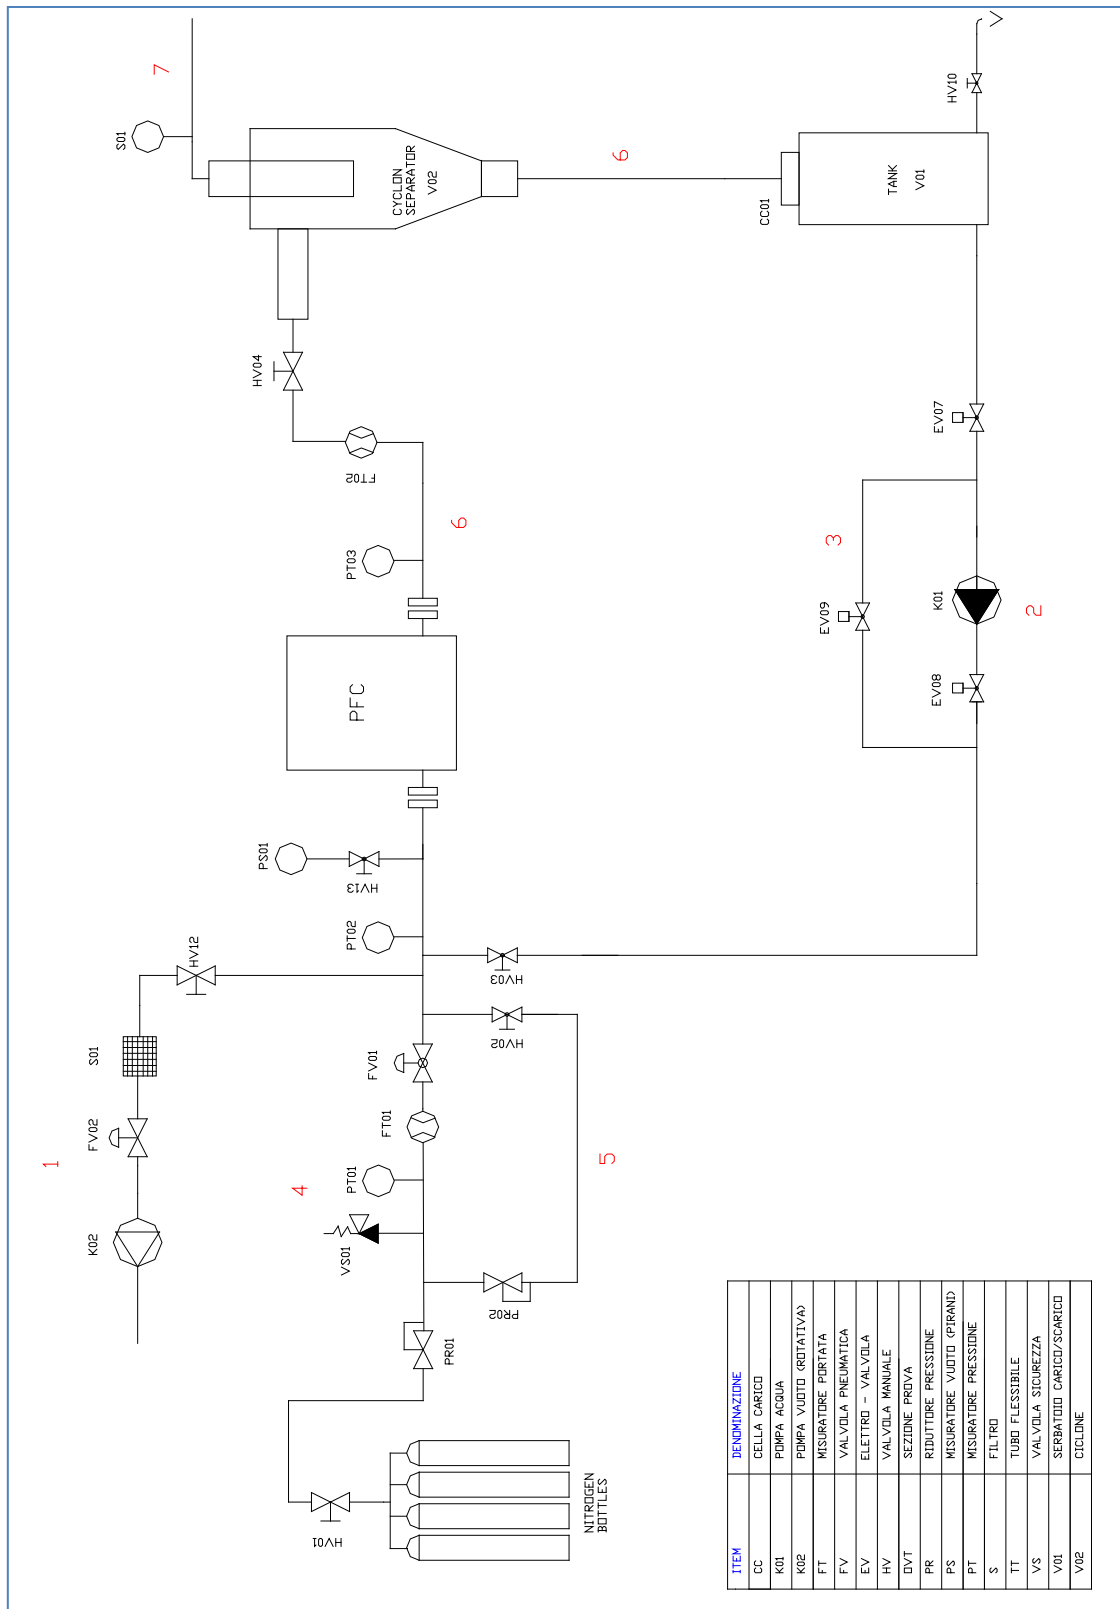 7
S01
CYCLON
SEPARATOR
V02
6
CC01
TANK
V01
HV10
HV04
FT02
6
PT03
EV07
3
EV09
K01
2
EV08
PFC
PS01
HV13
PT02
HV12
HV03
HV02
S01
FV01
FV02
FT01
1
PT01
4
5
K02
VS01
PR02
PR01
HV01
NITROGEN
BOTTLES
ITEM DENOMINAZIONE
CC CELLA CARICO
K01 POMPA ACQUA
K02 POMPA VUOTO (ROTATIVA)
FT MISURATORE PORTATA
FV VALVOLA PNEUMATICA
EV ELETTRO - VALVOLA
HV VALVOLA MANUALE
OVT SEZIONE PROVA
PR RIDUTTORE PRESSIONE
PS MISURATORE VUOTO (PIRANI)
PT MISURATORE PRESSIONE
S FILTRO
TT TUBO FLESSIBILE
VS VALVOLA SICUREZZA
V01 SERBATOIO CARICO/SCARICO
V02 CICLONE